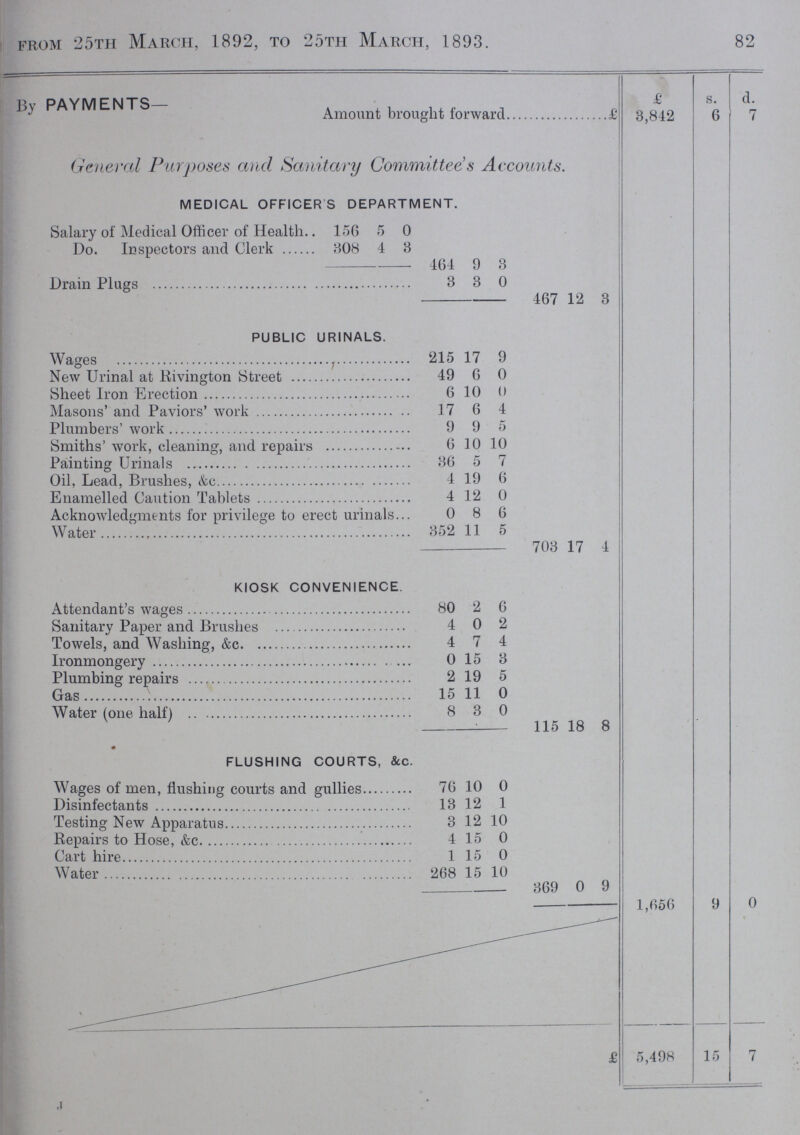 FROM 25TH MARCH, 1892, TO 25TH MARCH, 1893. 82
£ s. d.
By PAYMENTS—
Amount brought forward..................£ 3,842 6 7
General Purposes and Sanitary Committee's Accounts.
MEDICAL OFFICER'S DEPARTMENT.
Salary of Medical Officer of Health.. 156 5 0
Do. Inspectors and Clerk ...... 308 4 3
464 9 3
Drain Plugs ........................................ 3 3 0
467 12 3
PUBLIC URINALS.
Wages ........................................ 215 17 9
New Urinal at Rivington Street ..................... 49 6 0
Sheet Iron Erection ................................... 6 10 0
Masons' and Paviors' work .......................... 17 6 4
Plumbers' work ........................................ 9 9 5
Smiths' work, cleaning, and repairs ............... 6 10 10
Painting Urinals ................................... 36 5 7
Oil, Lead, Brushes, &c................................ 4 19 6
Enamelled Caution Tablets .......................... 4 12 0
Acknowledgments for privilege to erect urinals... 0 8 6
Water ................................................... 352 11 5
703 17 4
KIOSK CONVENIENCE.
Attendant's wages ..................................... 80 2 6
Sanitary Paper and Brushes ........................ 4 0 2
Towels, and Washing, &c. ........................... 4 7 4
Ironmongery .......................................... 0 15 3
Plumbing repairs ..................................... 2 19 5
Gas ...................................................... 15 11 0
Water (one half) ..................................... 8 3 0
115 18 8
FLUSHING COURTS, &c.
Wages of men, flushing courts and gullies......... 76 10 0
Disinfectants .......................................... 13 12 1
Testing New Apparatus................................ 3 12 10
Repairs to Hose, &c................................... 4 15 0
Cart hire................................................ 1 15 0
Water ................................................... 268 15 10
369 0 9
1,656 9 0
£ 5,498 15 7